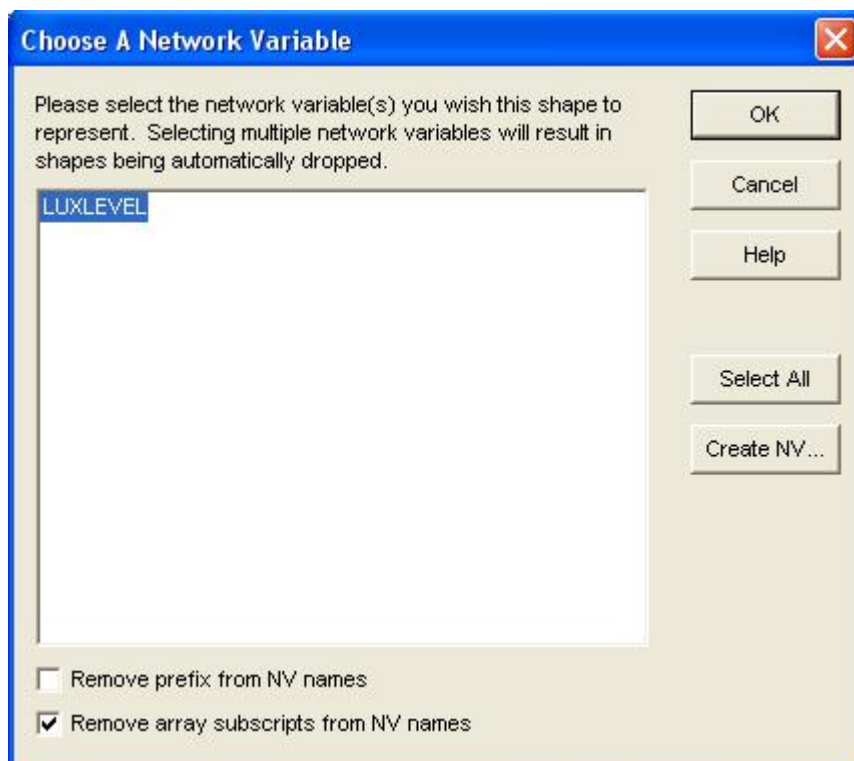 Choose A Network Variable
Please select the network variable(s) you wish this shape to
represent. Selecting multiple network variables will result in
shapes being automatically dropped.
LUXLEVEL
OK
Cancel
Help
Select All
Create NV...
Remove prefix from NV names
Remove array subscripts from NV names